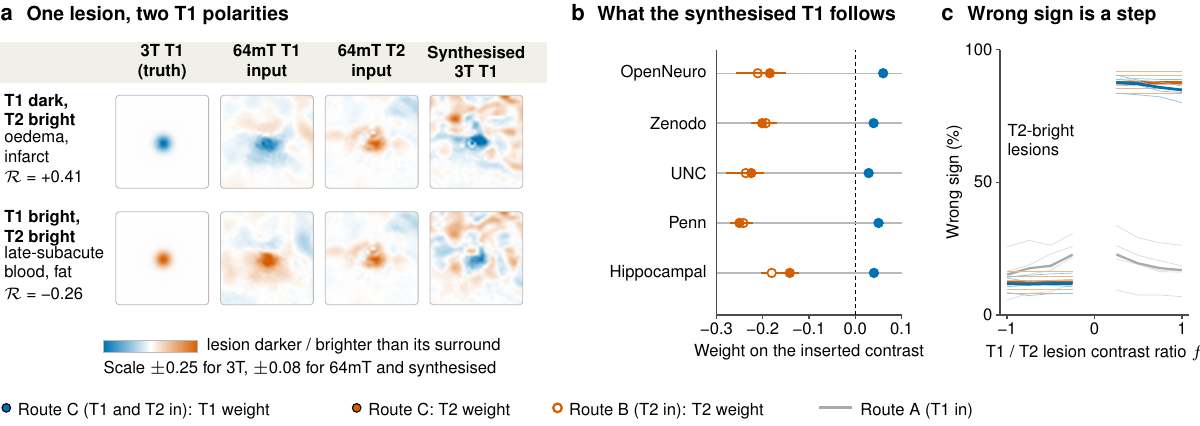 a One lesion, two T1 polarities
3T T1
(truth)
64mT T1
input
64mT T2
input
Synthesised
3T T1
T1 dark,
T2 bright
oedema,
infarct
ℛ = +0.41
T1 bright,
T2 bright
late-subacute
blood, fat
ℛ = −0.26
lesion darker / brighter than its surround
Scale ±0.25 for 3T, ±0.08 for 64mT and synthesised
b What the synthesised T1 follows
OpenNeuro
Zenodo
UNC
Penn
Hippocampal
−0.3 −0.2 −0.1 0.0 0.1
Weight on the inserted contrast
c Wrong sign is a step
Wrong sign (%)
100
50
0
T2-bright
lesions
−1 0 1
T1 / T2 lesion contrast ratio f
Route C (T1 and T2 in): T1 weight
Route C: T2 weight
Route B (T2 in): T2 weight
Route A (T1 in)